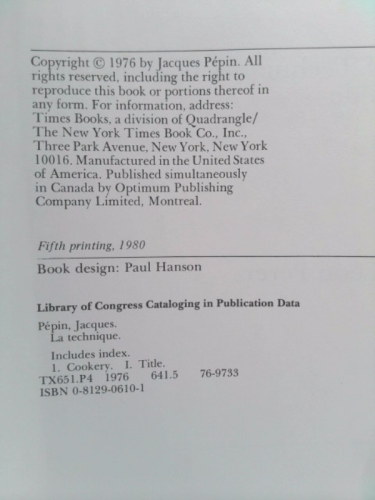 Copyright © 1976 by Jacques Pépin. All
rights reserved, including the right to
reproduce this book or portions thereof in
any form. For information, address:
Times Books, a division of Quadrangle/
The New York Times Book Co., Inc.,
Three Park Avenue, New York, New York
10016. Manufactured in the United States
of America. Published simultaneously
in Canada by Optimum Publishing
Company Limited, Montreal.
Fifth printing, 1980
Book design: Paul Hanson
Library of Congress Cataloging in Publication Data
Pépin, Jacques.
La technique.
Includes index.
1. Cookery. I. Title.
TX651.P4 1976 641.5 76-9733
ISBN 0-8129-0610-1